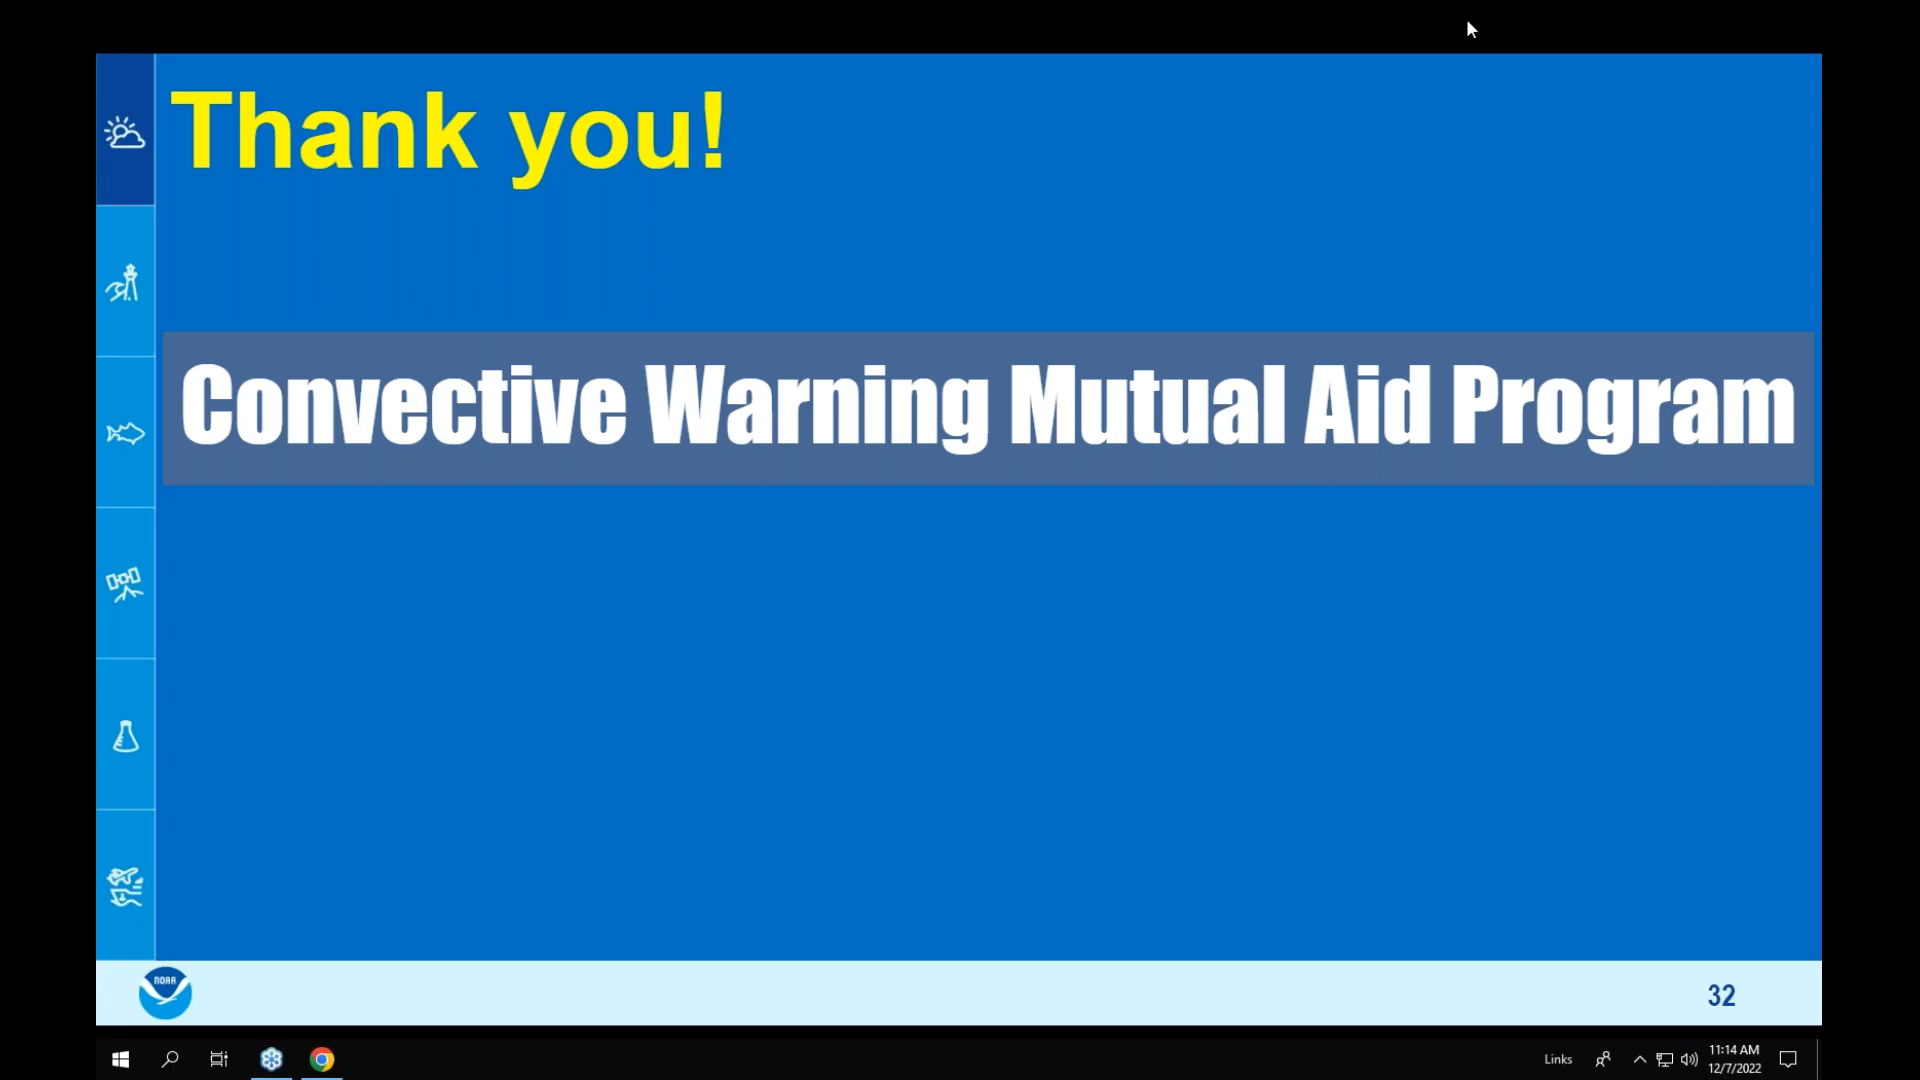 Thank you!
Convective Warning Mutual Aid Program
NOAA
32
Links
11:14 AM
12/7/2022